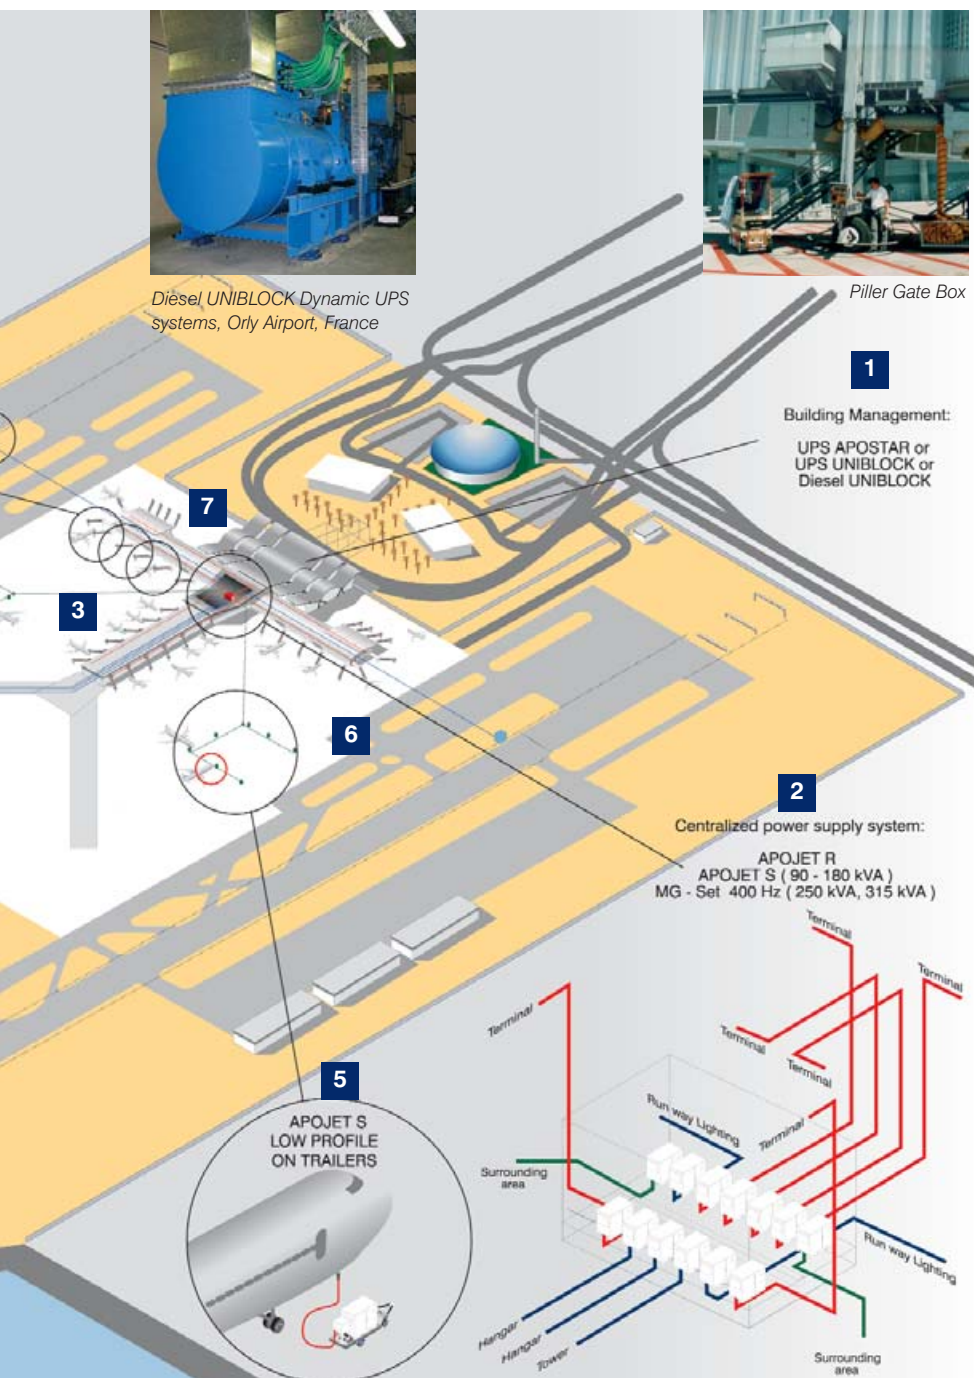 Diesel UNIBLOCK Dynamic UPS
systems, Orly Airport, France
Piller Gate Box
1
Building Management:
UPS APOSTAR or
UPS UNIBLOCK or
Diesel UNIBLOCK
7
3
6
2
Centralized power supply system:
APOJET R
APOJET S ( 90 - 180 kVA )
MG - Set 400 Hz ( 250 kVA, 315 kVA )
Terminal
Terminal
Terminal
Terminal
Terminal
5
APOJET S
LOW PROFILE
ON TRAILERS
Run way Lighting
Terminal
Surrounding
area
Run way Lighting
Hangar
Hangar
Tower
Surrounding
area